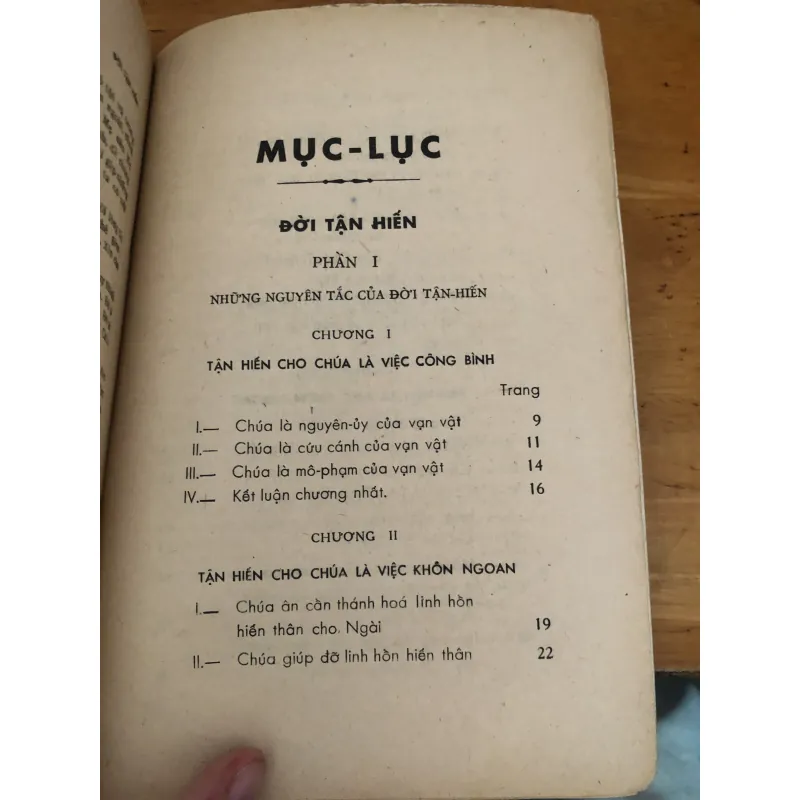 MỤC-LỤC
ĐỜI TẬN HIẾN
PHẦN I
NHỮNG NGUYÊN TẮC CỦA ĐỜI TẬN-HIẾN
CHƯƠNG I
TẬN HIẾN CHO CHÚA LÀ VIỆC CÔNG BÌNH
Trang
I.— Chúa là nguyên-ủy của vạn vật 9
II.— Chúa là cứu cánh của vạn vật 11
III.— Chúa là mô-phạm của vạn vật 14
IV.— Kết luận chương nhất. 16
CHƯƠNG II
TẬN HIẾN CHO CHÚA LÀ VIỆC KHÔN NGOAN
I.— Chúa ân cần thánh hoá linh hồn
hiến thân cho. Ngài 19
II.— Chúa giúp đỡ linh hồn hiến thân 22